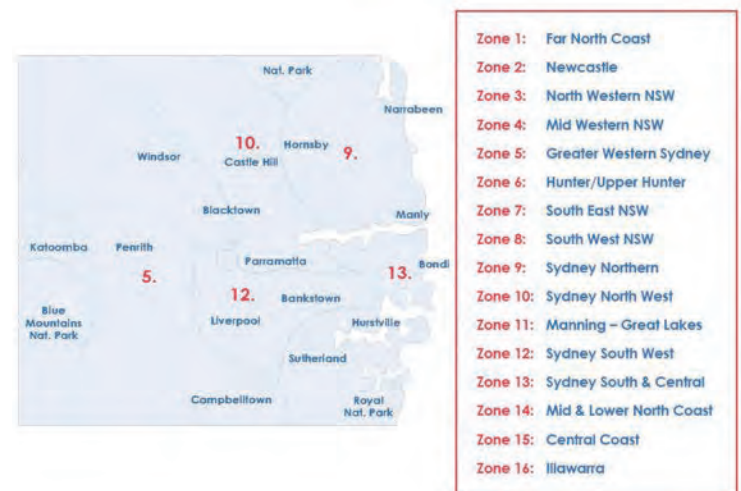 Nat. Park
Narrabeen
10. Hornsby
9.
Windsor
Castle Hill
Blacktown
Manly
Katoomba
Penrith
Parramatta
Bondi
5.
13.
12.
Bankstown
Blue
Mountains
Nat. Park
Liverpool
Hurstville
Sutherland
Campbelltown
Royal
Nat. Park
Zone 1: Far North Coast
Zone 2: Newcastle
Zone 3: North Western NSW
Zone 4: Mid Western NSW
Zone 5: Greater Western Sydney
Zone 6: Hunter/Upper Hunter
Zone 7: South East NSW
Zone 8: South West NSW
Zone 9: Sydney Northern
Zone 10: Sydney North West
Zone 11: Manning – Great Lakes
Zone 12: Sydney South West
Zone 13: Sydney South & Central
Zone 14: Mid & Lower North Coast
Zone 15: Central Coast
Zone 16: Illawarra